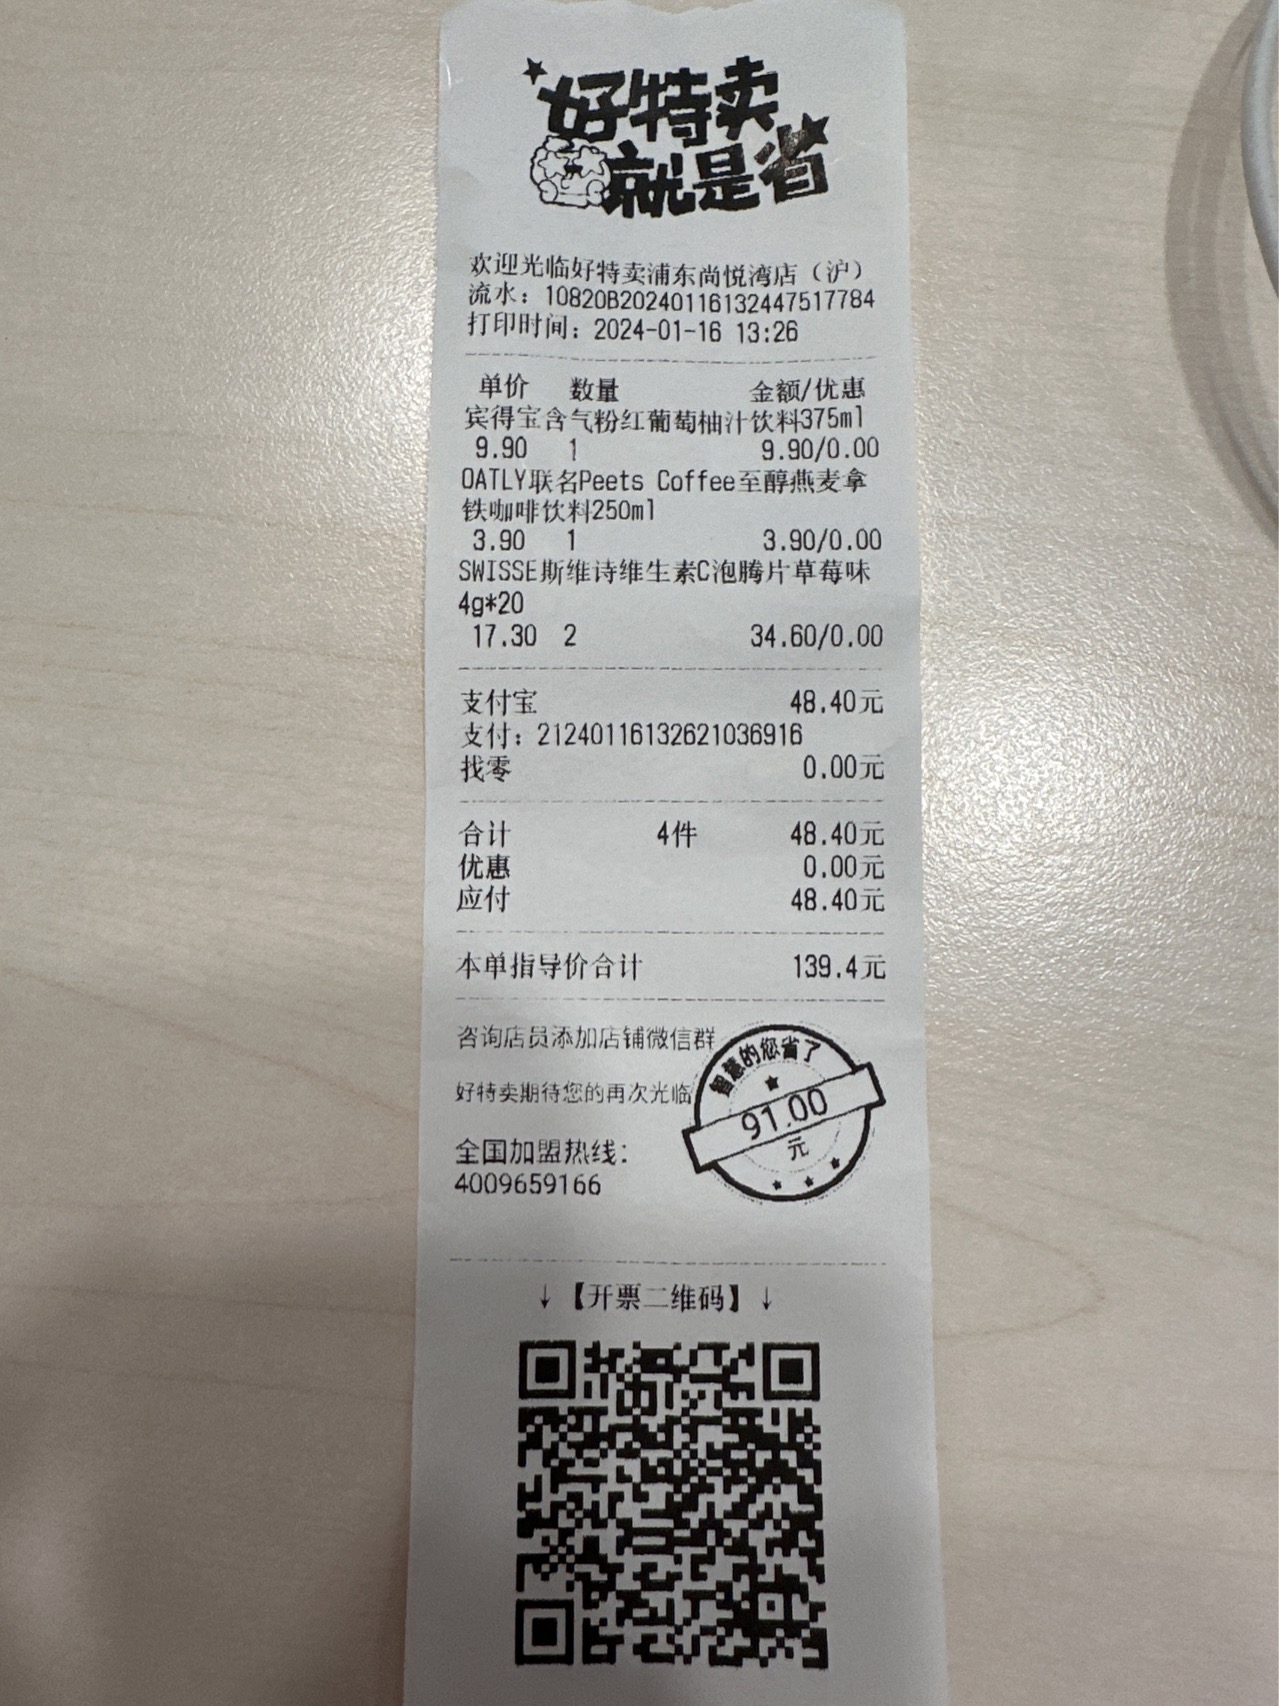 好特卖
就是省
欢迎光临好特卖浦东尚悦湾店（沪）
流水：10820B20240116132447517784
打印时间：2024-01-16 13:26
单价 数量 金额/优惠
宾得宝含气粉红葡萄柚汁饮料375ml
9.90 1 9.90/0.00
OATLY联名Peets Coffee至醇燕麦拿
铁咖啡饮料250ml
3.90 1 3.90/0.00
SWISSE斯维诗维生素C泡腾片草莓味
4g*20
17.30 2 34.60/0.00
支付宝 48.40元
支付：21240116132621036916
找零 0.00元
合计 4件 48.40元
优惠 0.00元
应付 48.40元
本单指导价合计 139.4元
咨询店员添加店铺微信群
好特卖期待您的再次光临
智慧的您省了
91.00
元
全国加盟热线：
4009659166
↓【开票二维码】↓